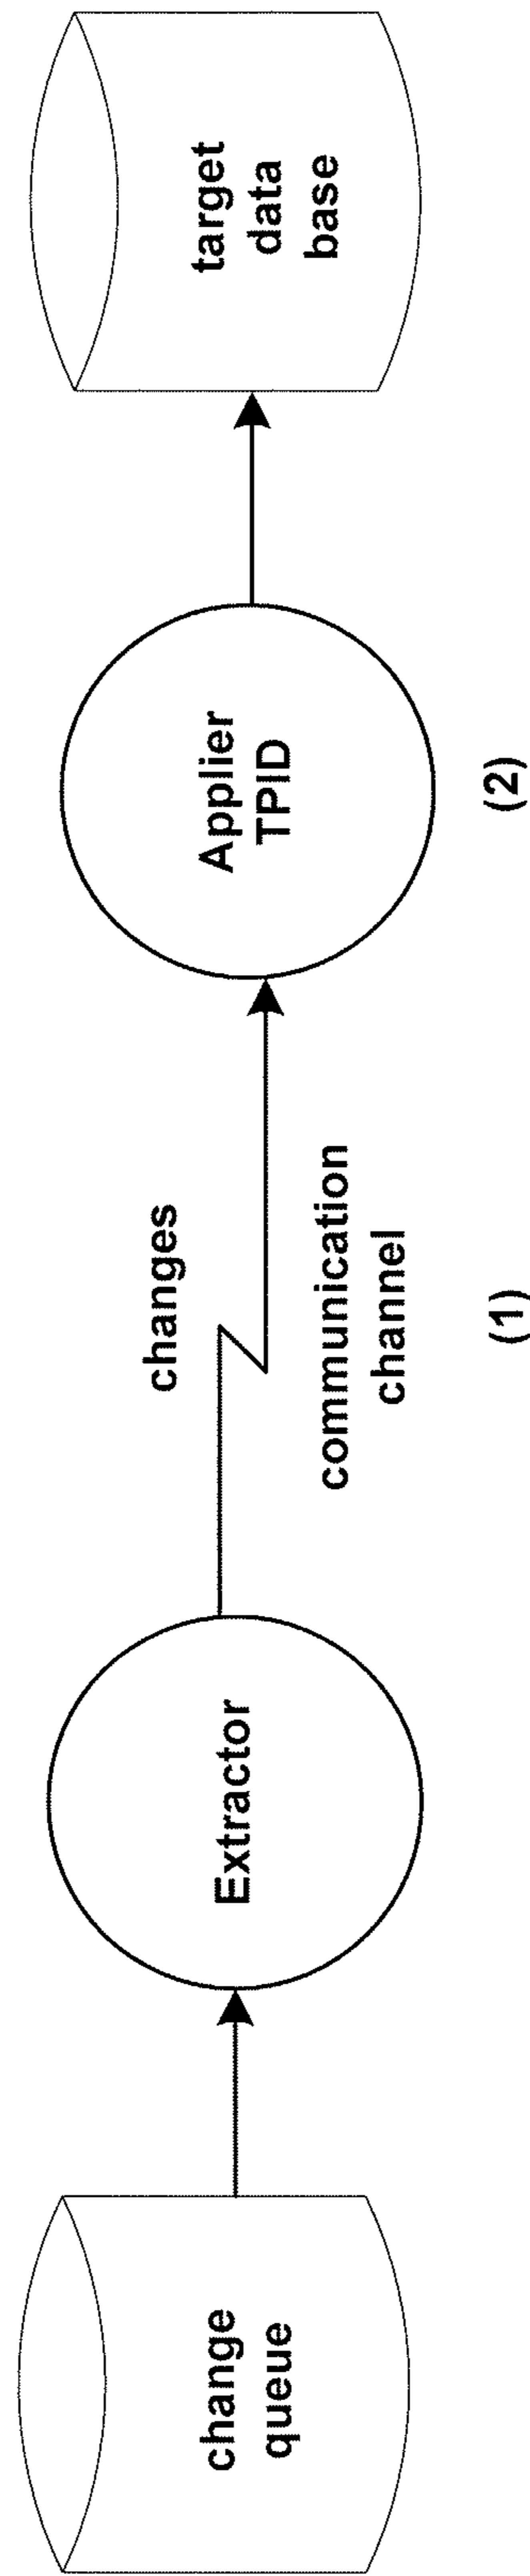 change
queue
Extractor
changes
communication
channel
(1)
Applier
TPID
(2)
target
data
base